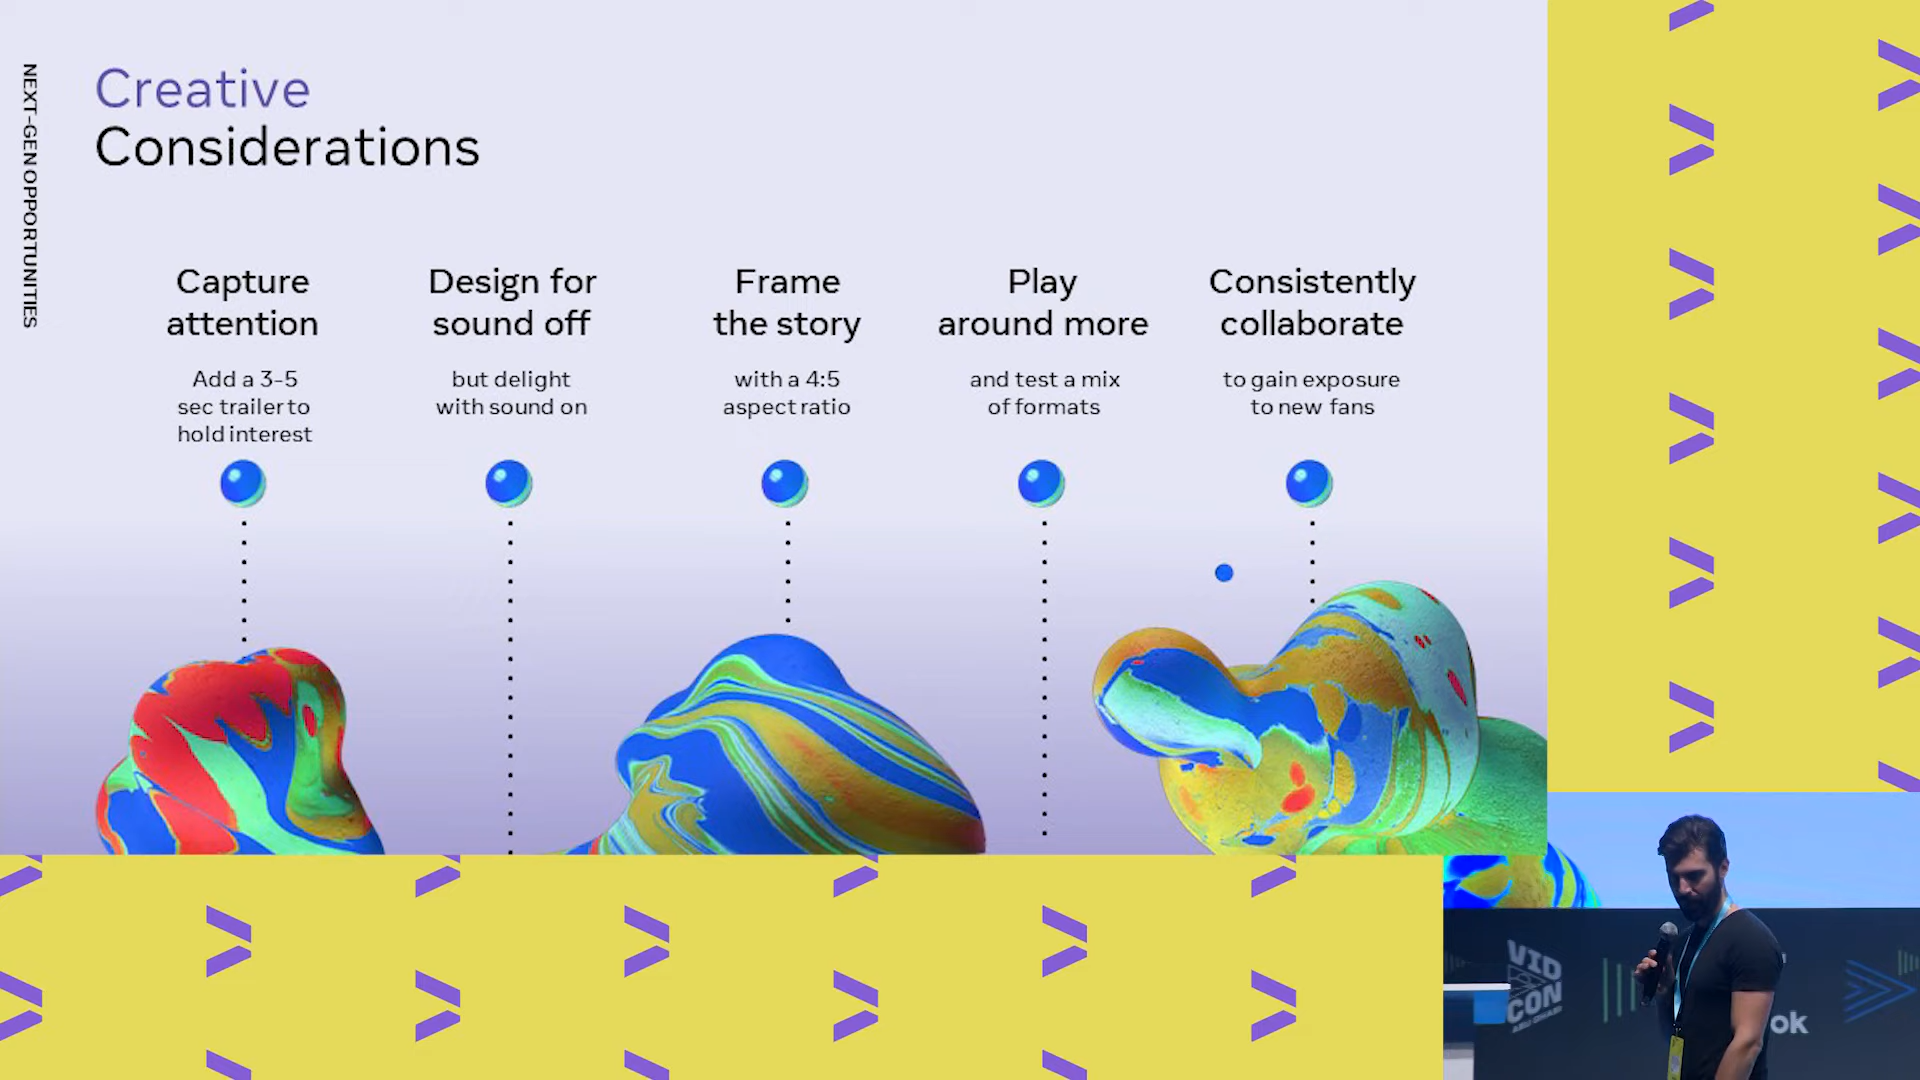 NEXT-GEN OPPORTUNITIES
Creative
Considerations
Capture
attention
Add a 3-5
sec trailer to
hold interest
Design for
sound off
but delight
with sound on
Frame
the story
with a 4:5
aspect ratio
Play
around more
and test a mix
of formats
Consistently
collaborate
to gain exposure
to new fans
VID
CON
ABU DHABI
ok